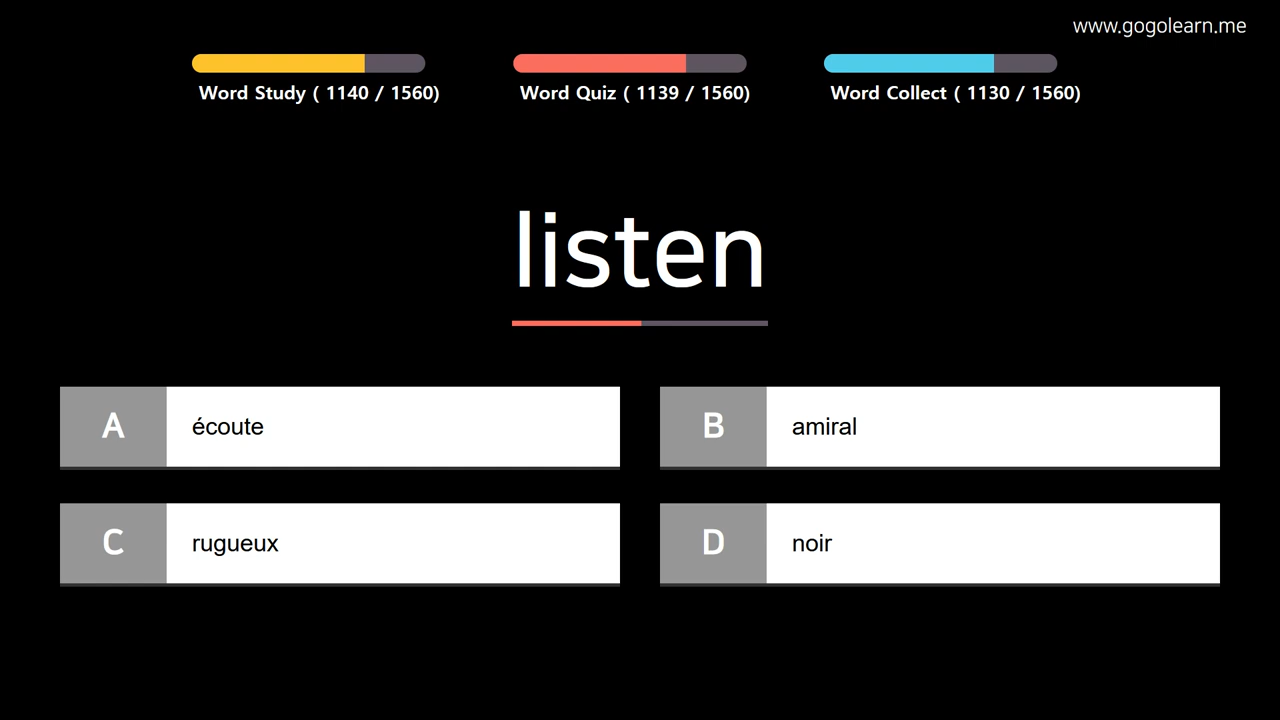 www.gogolearn.me
Word Study ( 1140 / 1560)
Word Quiz ( 1139 / 1560)
Word Collect ( 1130 / 1560)
listen
A écoute
B amiral
C rugueux
D noir